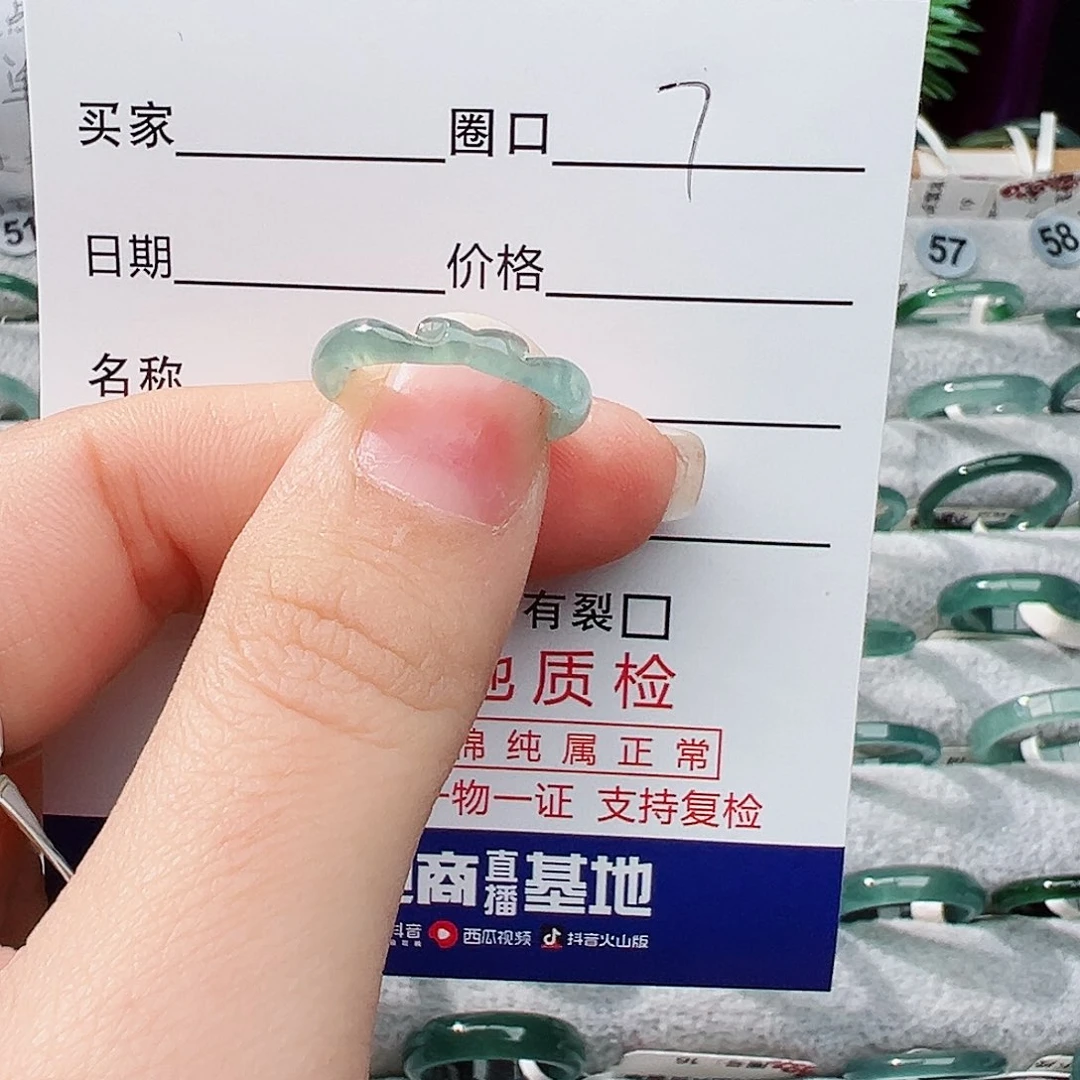 买家 圈口 7
日期 价格
名称
有裂
质检
纯属正常
物一证 支持复检
商直播基地
抖音 西瓜视频 抖音火山版
51
57
58